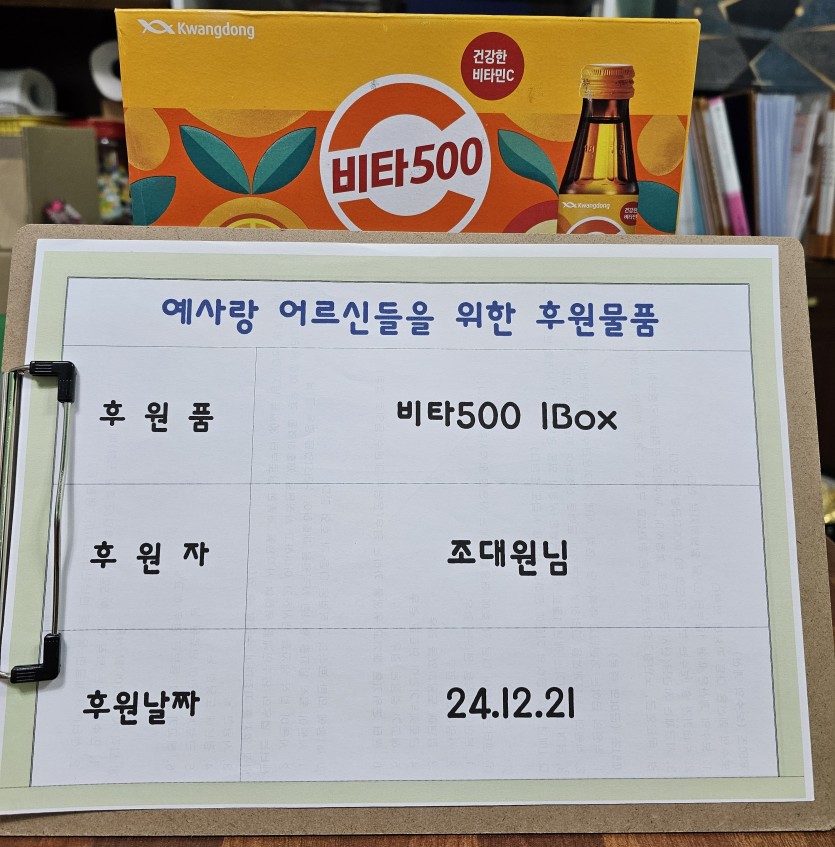 Kwangdong
건강한
비타민C
비타500
Kwangdong
예사랑 어르신들을 위한 후원물품
후 원 품
비타500 1Box
후 원 자
조대원님
후원날짜
24.12.21